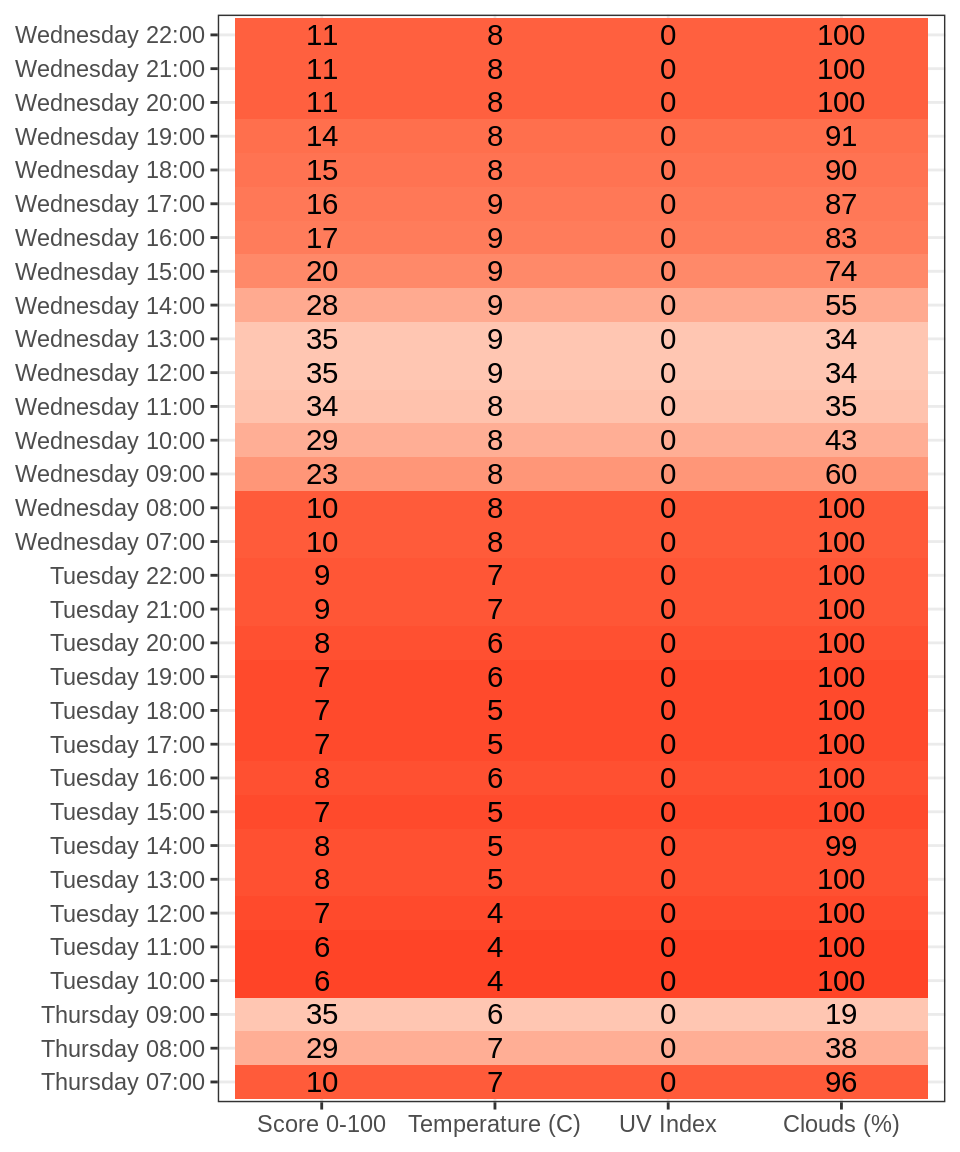 Wednesday 22:00 11 8 0 100
Wednesday 21:00 11 8 0 100
Wednesday 20:00 11 8 0 100
Wednesday 19:00 14 8 0 91
Wednesday 18:00 15 8 0 90
Wednesday 17:00 16 9 0 87
Wednesday 16:00 17 9 0 83
Wednesday 15:00 20 9 0 74
Wednesday 14:00 28 9 0 55
Wednesday 13:00 35 9 0 34
Wednesday 12:00 35 9 0 34
Wednesday 11:00 34 8 0 35
Wednesday 10:00 29 8 0 43
Wednesday 09:00 23 8 0 60
Wednesday 08:00 10 8 0 100
Wednesday 07:00 10 8 0 100
Tuesday 22:00 9 7 0 100
Tuesday 21:00 9 7 0 100
Tuesday 20:00 8 6 0 100
Tuesday 19:00 7 6 0 100
Tuesday 18:00 7 5 0 100
Tuesday 17:00 7 5 0 100
Tuesday 16:00 8 6 0 100
Tuesday 15:00 7 5 0 100
Tuesday 14:00 8 5 0 99
Tuesday 13:00 8 5 0 100
Tuesday 12:00 7 4 0 100
Tuesday 11:00 6 4 0 100
Tuesday 10:00 6 4 0 100
Thursday 09:00 35 6 0 19
Thursday 08:00 29 7 0 38
Thursday 07:00 10 7 0 96
Score 0-100 Temperature (C) UV Index Clouds (%)